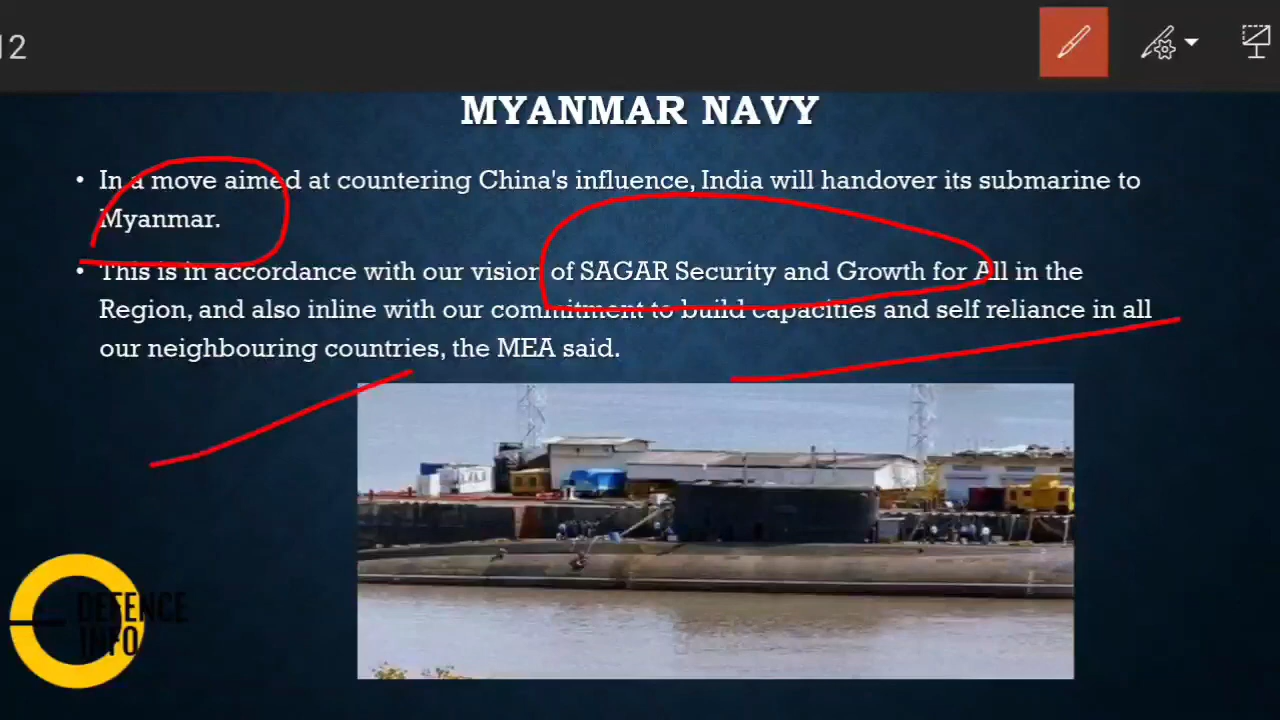 12
MYANMAR NAVY
• In a move aimed at countering China's influence, India will handover its submarine to
Myanmar.
• This is in accordance with our vision of SAGAR Security and Growth for All in the
Region, and also inline with our commitment to build capacities and self reliance in all
our neighbouring countries, the MEA said.
DEFENCE
INFO